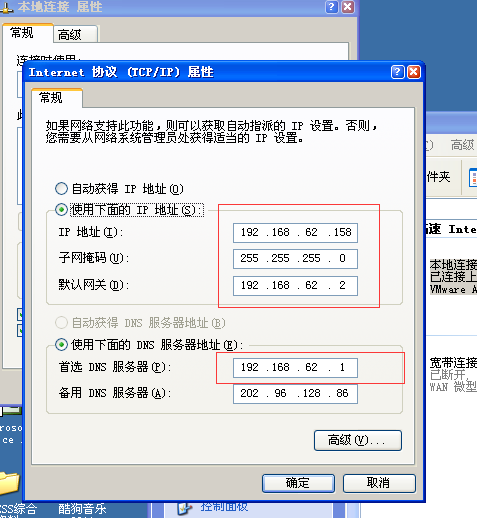 本地连接 属性
常规 高级
连接时使用:
Internet 协议 (TCP/IP) 属性
常规
如果网络支持此功能,则可以获取自动指派的 IP 设置。否则,
您需要从网络系统管理员处获得适当的 IP 设置。
自动获得 IP 地址(O)
使用下面的 IP 地址(S):
IP 地址(I): 192 .168 . 62 .158
子网掩码(U): 255 .255 .255 . 0
默认网关(D): 192 .168 . 62 . 2
自动获得 DNS 服务器地址(B)
使用下面的 DNS 服务器地址(E):
首选 DNS 服务器(P): 192 .168 . 62 . 1
备用 DNS 服务器(A): 202 . 96 .128 . 86
高级(V)...
确定 取消
高级
件夹
高速 Inte
本地连接
已连接上
VMware A
宽带连接
已断开,
WAN 微型
SS综合 酷狗音乐
控制面板